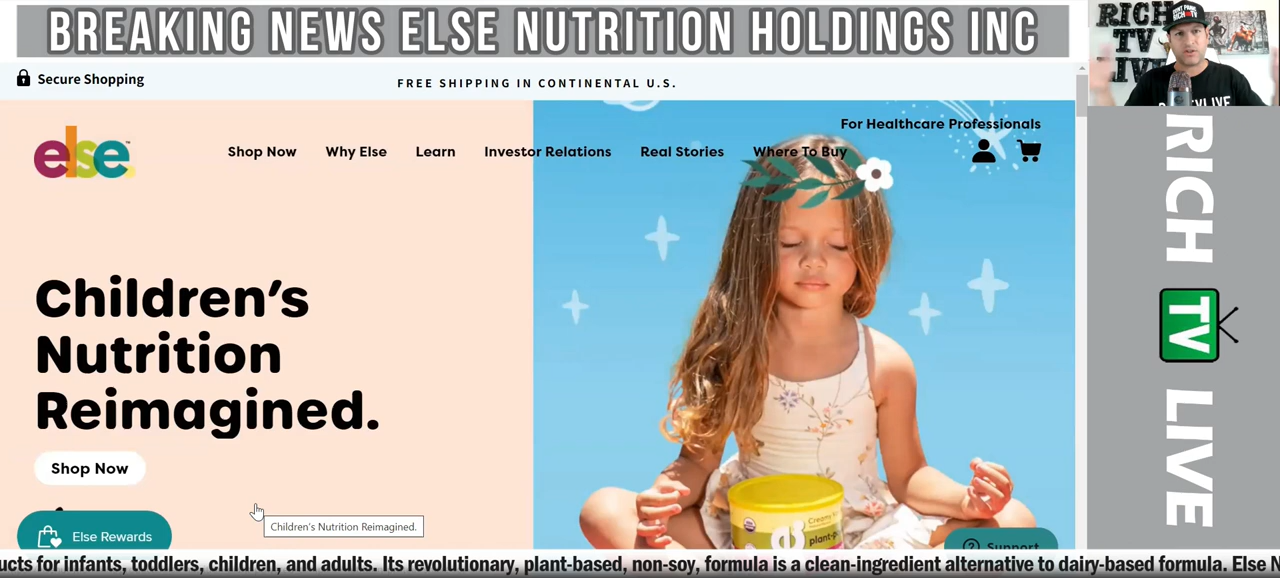 BREAKING NEWS ELSE NUTRITION HOLDINGS INC
RICH
TV
LIVE
Secure Shopping
FREE SHIPPING IN CONTINENTAL U.S.
For Healthcare Professionals
else
Shop Now
Why Else
Learn
Investor Relations
Real Stories
Where To Buy
Children's
Nutrition
Reimagined.
Shop Now
Children's Nutrition Reimagined.
Else Rewards
Support
plant-
RICH TV LIVE
ucts for infants, toddlers, children, and adults. Its revolutionary, plant-based, non-soy, formula is a clean-ingredient alternative to dairy-based formula. Else N